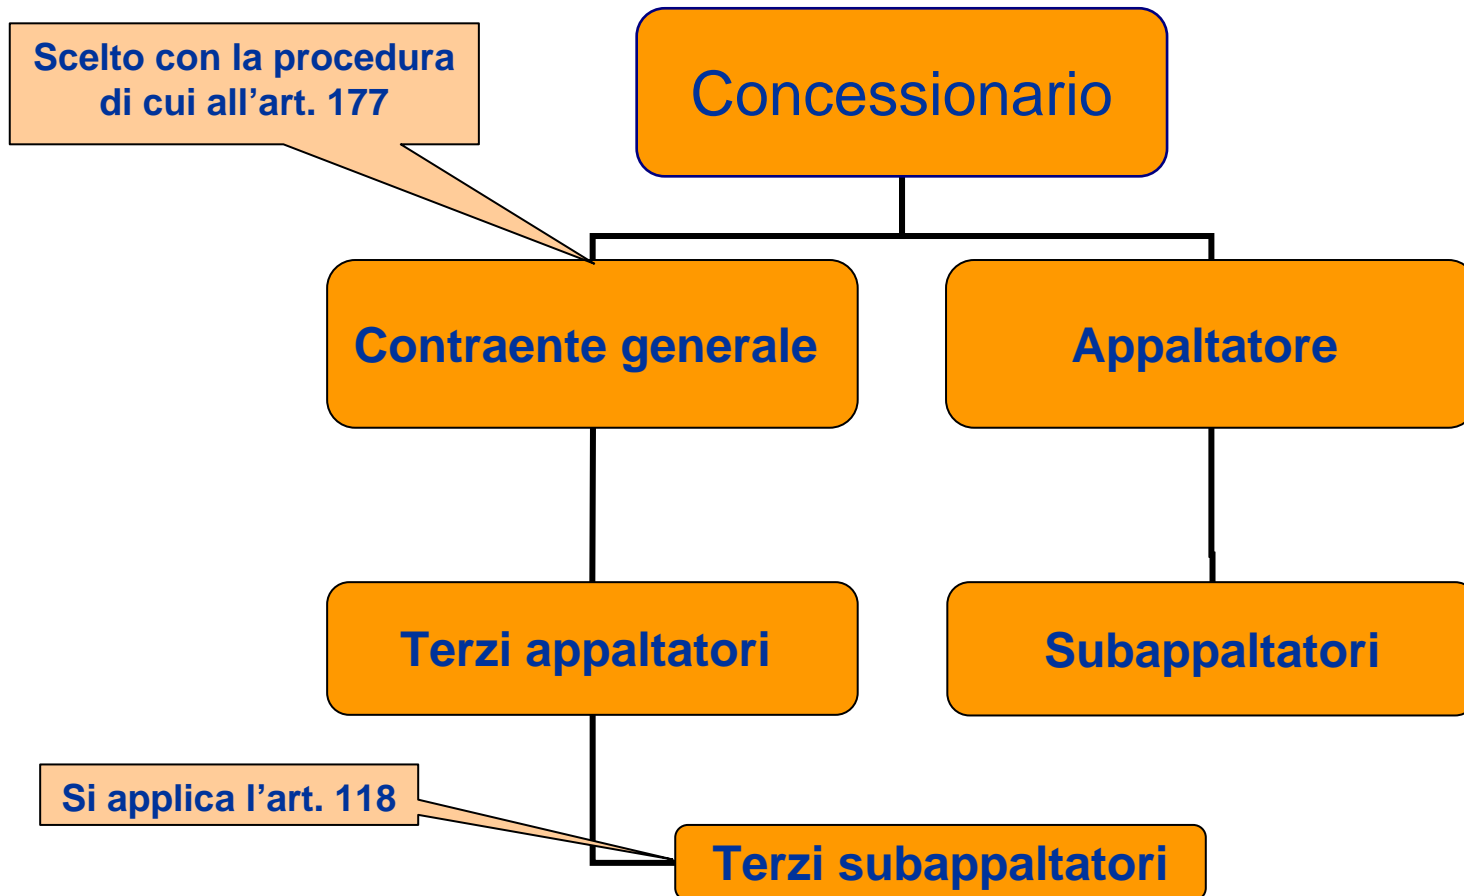 Scelto con la procedura
di cui all’art. 177
Concessionario
Contraente generale
Appaltatore
Terzi appaltatori
Subappaltatori
Si applica l’art. 118
Terzi subappaltatori